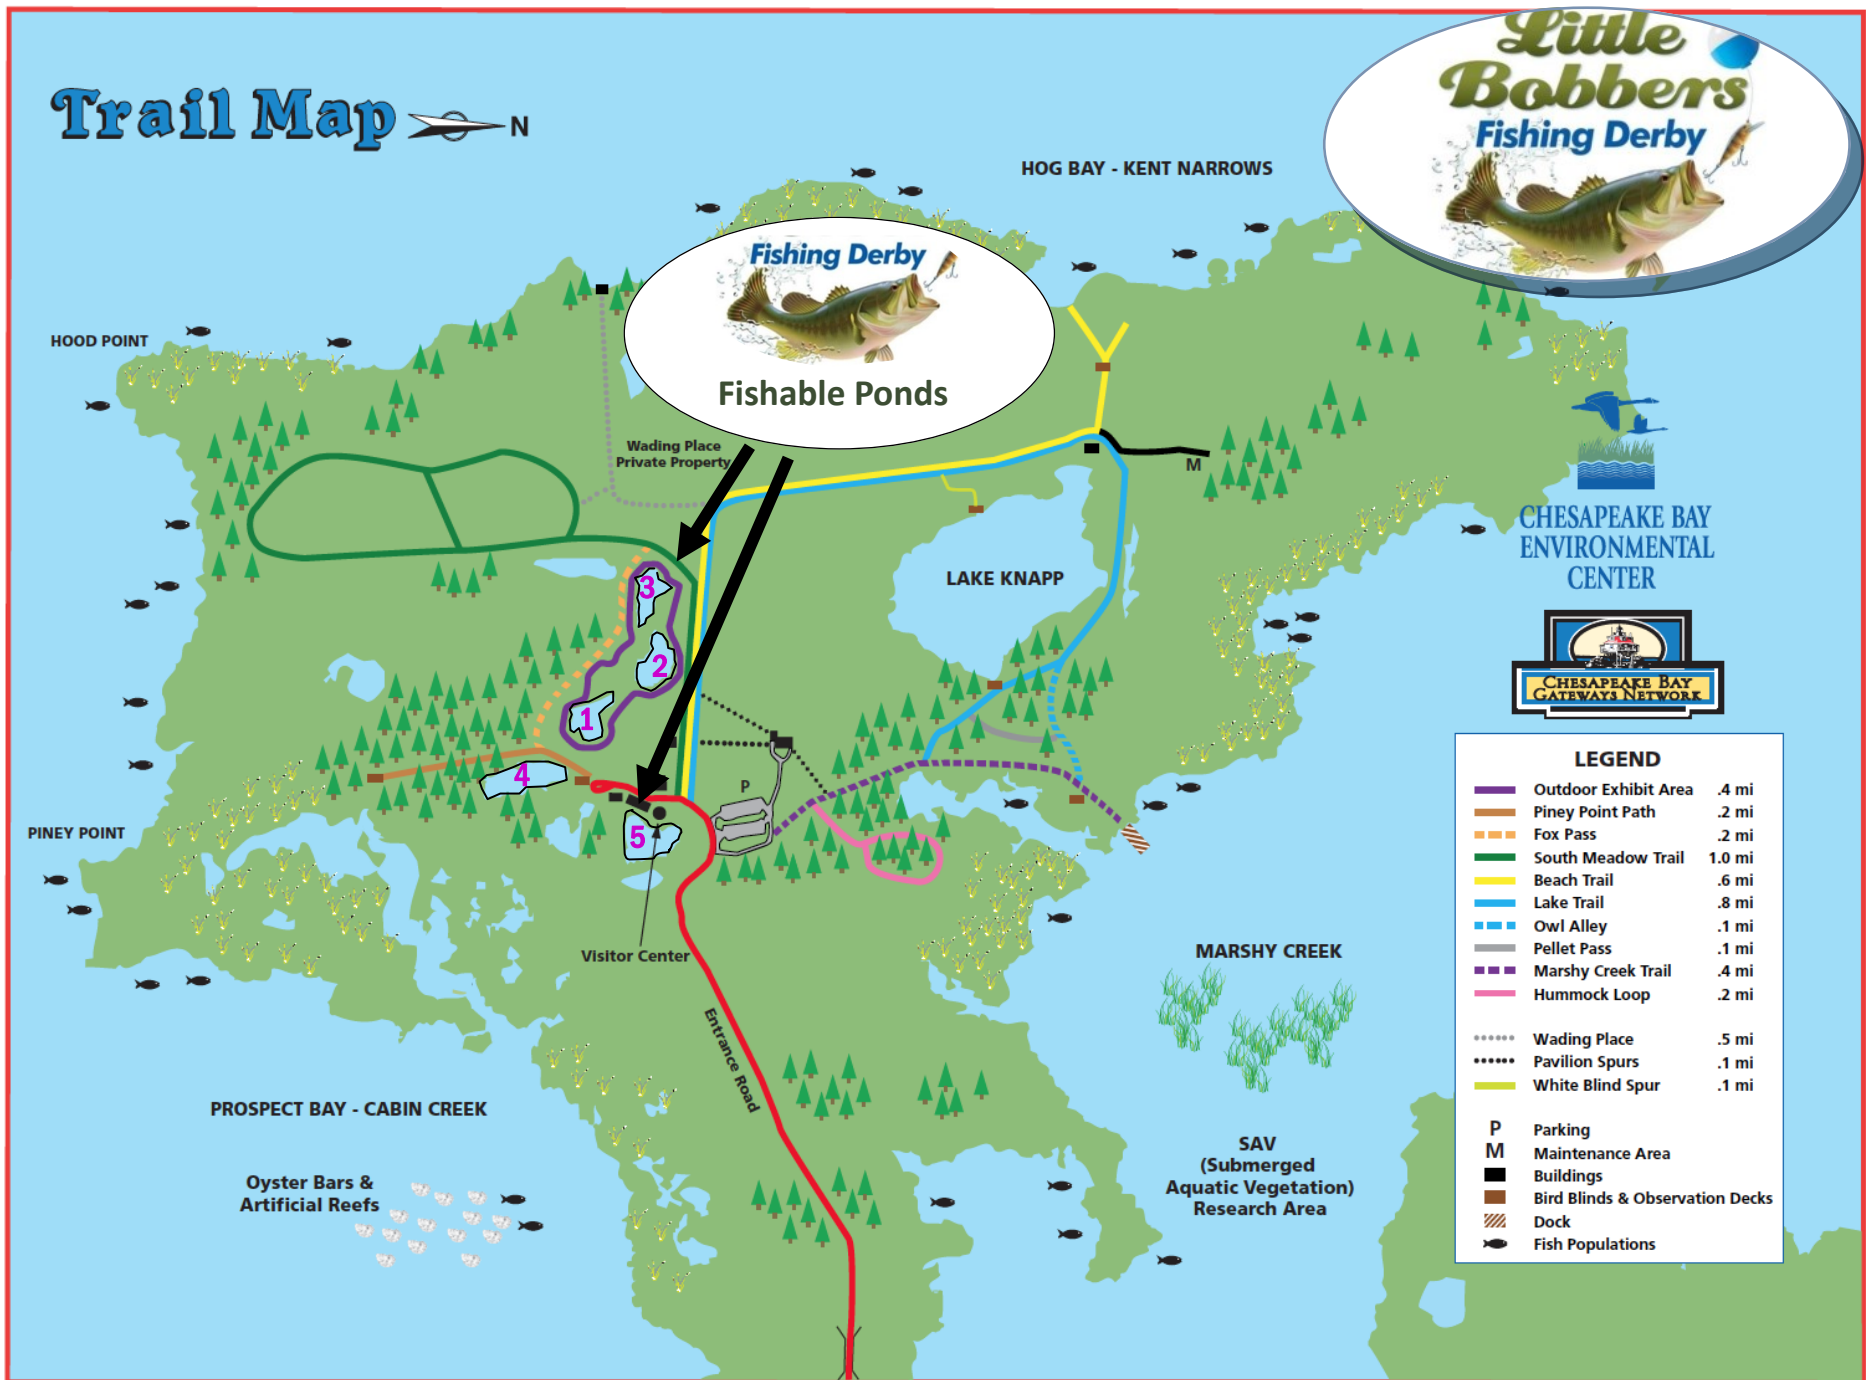 Trail Map
N
Little
Bobbers
Fishing Derby
HOG BAY - KENT NARROWS
Fishing Derby
Fishable Ponds
HOOD POINT
Wading Place
Private Property
M
LAKE KNAPP
CHESAPEAKE BAY
ENVIRONMENTAL
CENTER
3
2
1
4
5
P
CHESAPEAKE BAY
GATEWAYS NETWORK
PINEY POINT
Visitor Center
Entrance Road
MARSHY CREEK
PROSPECT BAY - CABIN CREEK
Oyster Bars &
Artificial Reefs
SAV
(Submerged
Aquatic Vegetation)
Research Area
LEGEND
Outdoor Exhibit Area .4 mi
Piney Point Path .2 mi
Fox Pass .2 mi
South Meadow Trail 1.0 mi
Beach Trail .6 mi
Lake Trail .8 mi
Owl Alley .1 mi
Pellet Pass .1 mi
Marshy Creek Trail .4 mi
Hummock Loop .2 mi
Wading Place .5 mi
Pavilion Spurs .1 mi
White Blind Spur .1 mi
P Parking
M Maintenance Area
Buildings
Bird Blinds & Observation Decks
Dock
Fish Populations